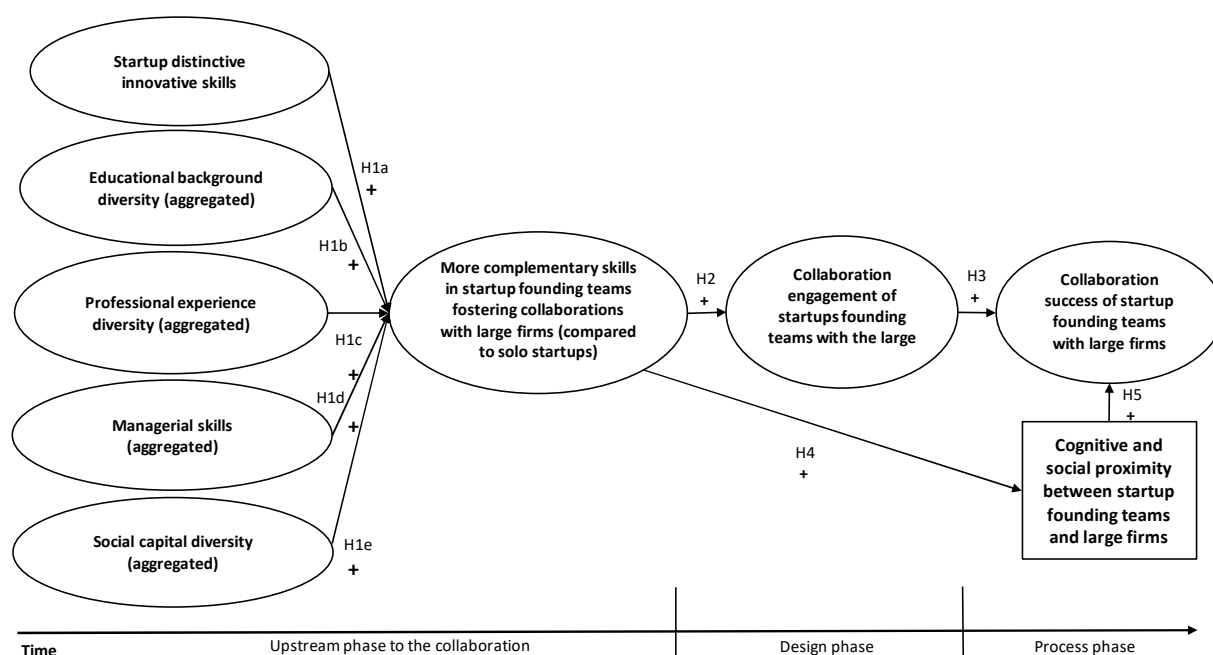 Startup distinctive
innovative skills
Educational background
diversity (aggregated)
Professional experience
diversity (aggregated)
Managerial skills
(aggregated)
Social capital diversity
(aggregated)
H1a
+
H1b
+
H1c
+
H1d
+
H1e
+
More complementary skills
in startup founding teams
fostering collaborations
with large firms (compared
to solo startups)
H2
+
Collaboration
engagement of
startups founding
teams with the large
H3
+
Collaboration
success of startup
founding teams
with large firms
H4
+
H5
+
Cognitive and
social proximity
between startup
founding teams
and large firms
Time
Upstream phase to the collaboration
Design phase
Process phase